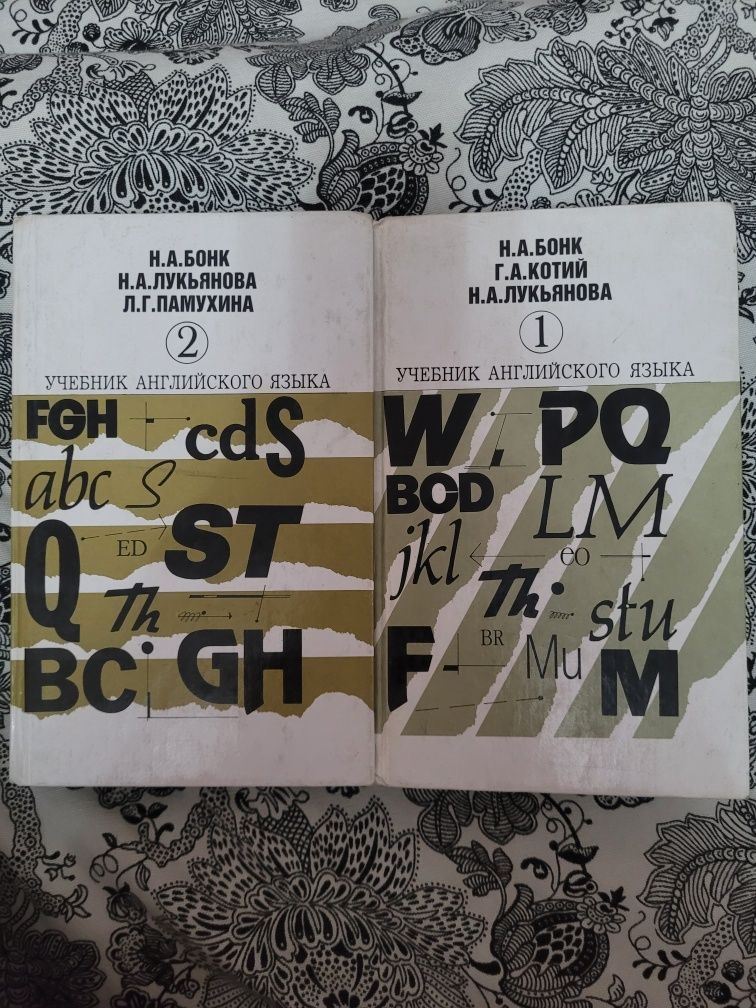 Н.А.БОНК
Н.А.ЛУКЬЯНОВА
Л.Г.ПАМУХИНА
2
УЧЕБНИК АНГЛИЙСКОГО ЯЗЫКА
FGH
cdS
abc S
Q
ED
ST
Th
BC
GH
Н.А.БОНК
Г.А.КОТИЙ
Н.А.ЛУКЬЯНОВА
1
УЧЕБНИК АНГЛИЙСКОГО ЯЗЫКА
W PQ
BCD
LM
jkl
eo
Th
stu
BR
F
Mu
M